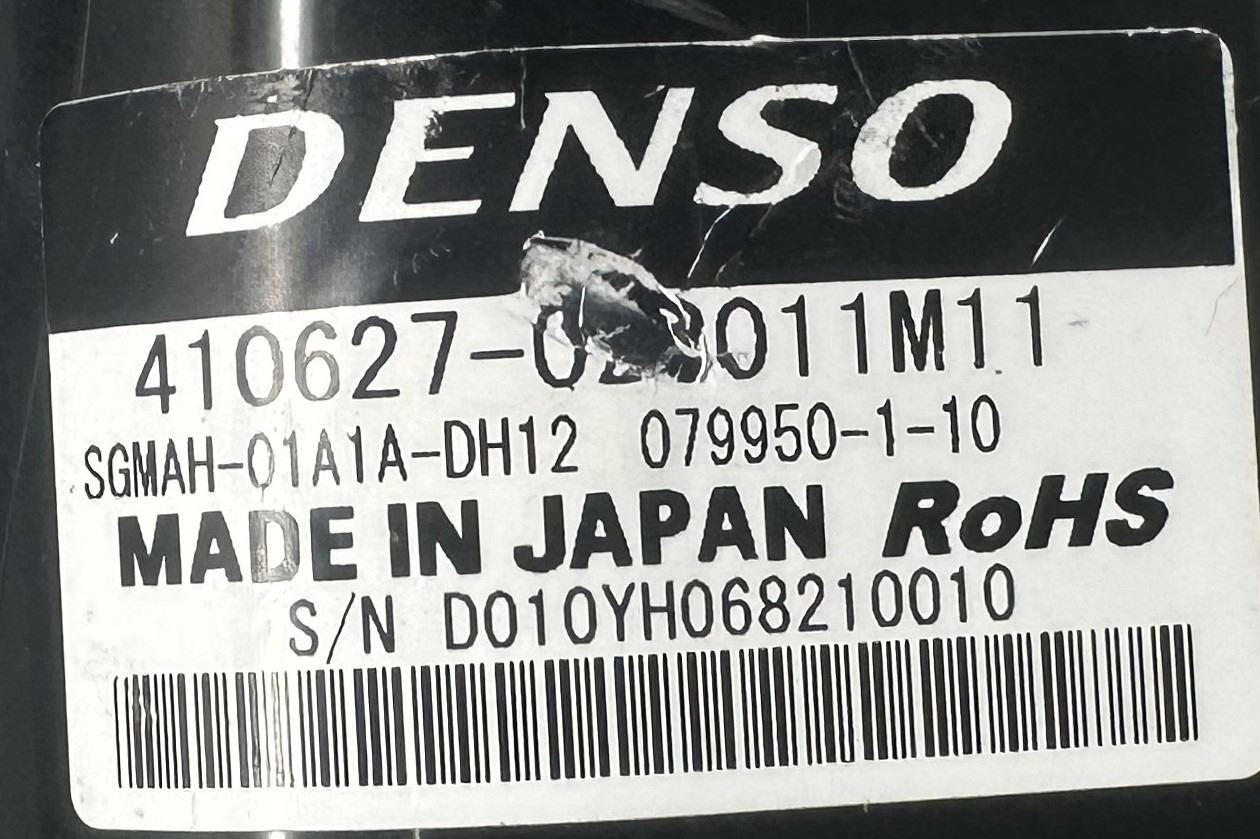 DENSO
SGMAH-01A1A-DH12 079950-1-10
MADE IN JAPAN RoHS
S/N D010YH068210010